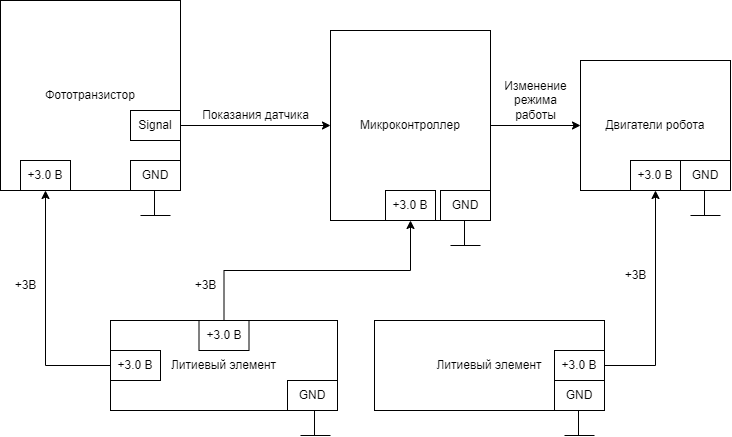 Фототранзистор
Signal
+3.0 В
GND
Показания датчика
Микроконтроллер
+3.0 В
GND
Изменение
режима
работы
Двигатели робота
+3.0 В
GND
+3В
+3В
+3В
+3.0 В
+3.0 В
Литиевый элемент
GND
Литиевый элемент
+3.0 В
GND